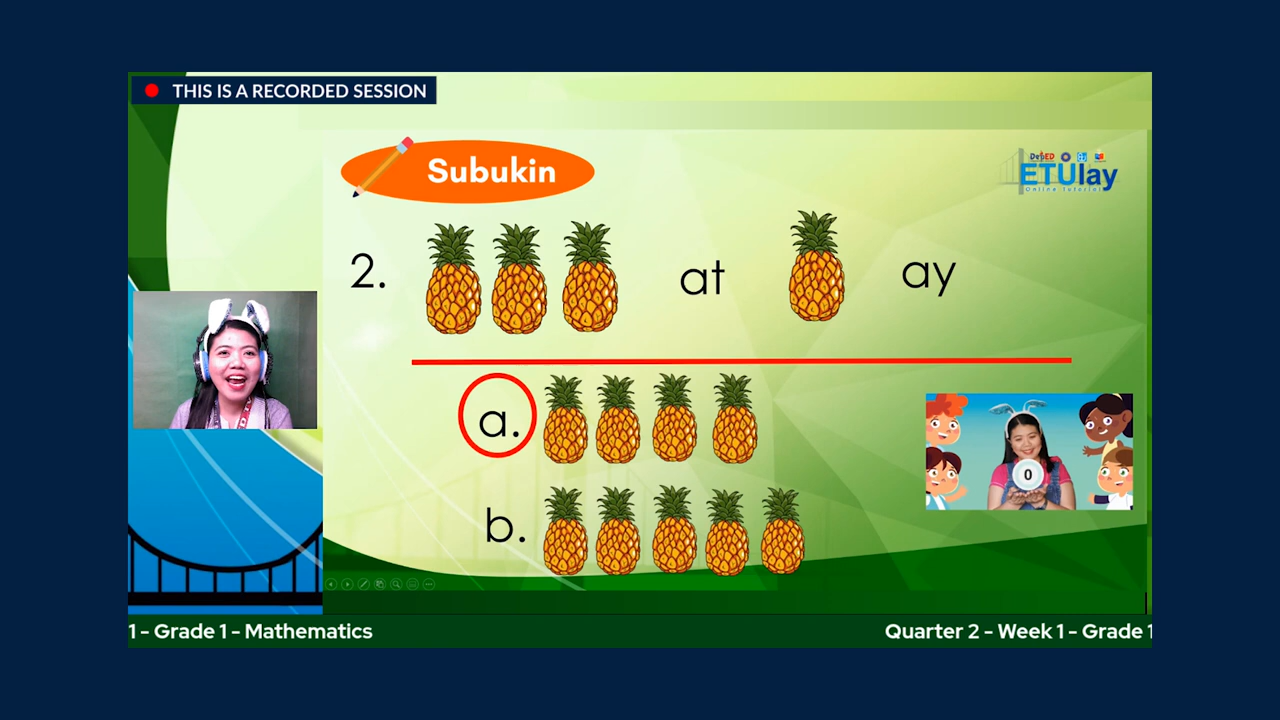 THIS IS A RECORDED SESSION
Subukin
DepED
ETUlay
Online Tutorial
2.
at
ay
a.
b.
0
1 - Grade 1 - Mathematics
Quarter 2 - Week 1 - Grade 1